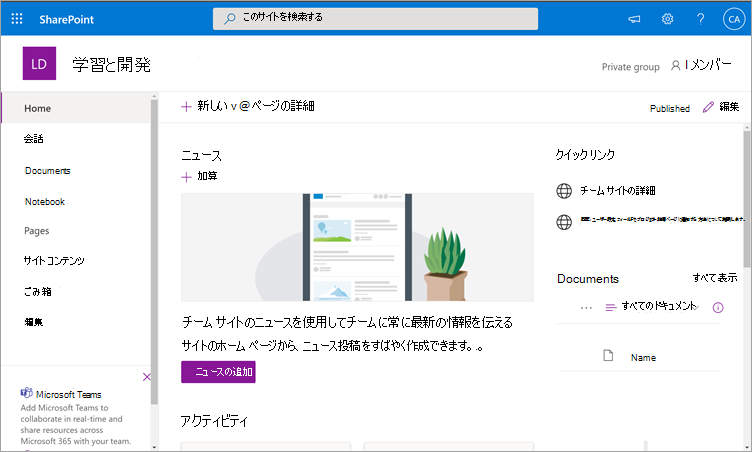 SharePoint
このサイトを検索する
?
CA
LD
学習と開発
Private group
1メンバー
Home
会話
Documents
Notebook
Pages
サイトコンテンツ
ごみ箱
編集
Microsoft Teams
Add Microsoft Teams to
collaborate in real-time and
share resources across
Microsoft 365 with your team.
+ 新しい v @ページの詳細
Published
編集
ニュース
+ 加算
チーム サイトのニュースを使用してチームに常に最新の情報を伝える
サイトのホーム ページから、ニュース投稿をすばやく作成できます。.。
ニュースの追加
アクティビティ
クイックリンク
チーム サイトの詳細
Documents
すべて表示
すべてのドキュメント
Name